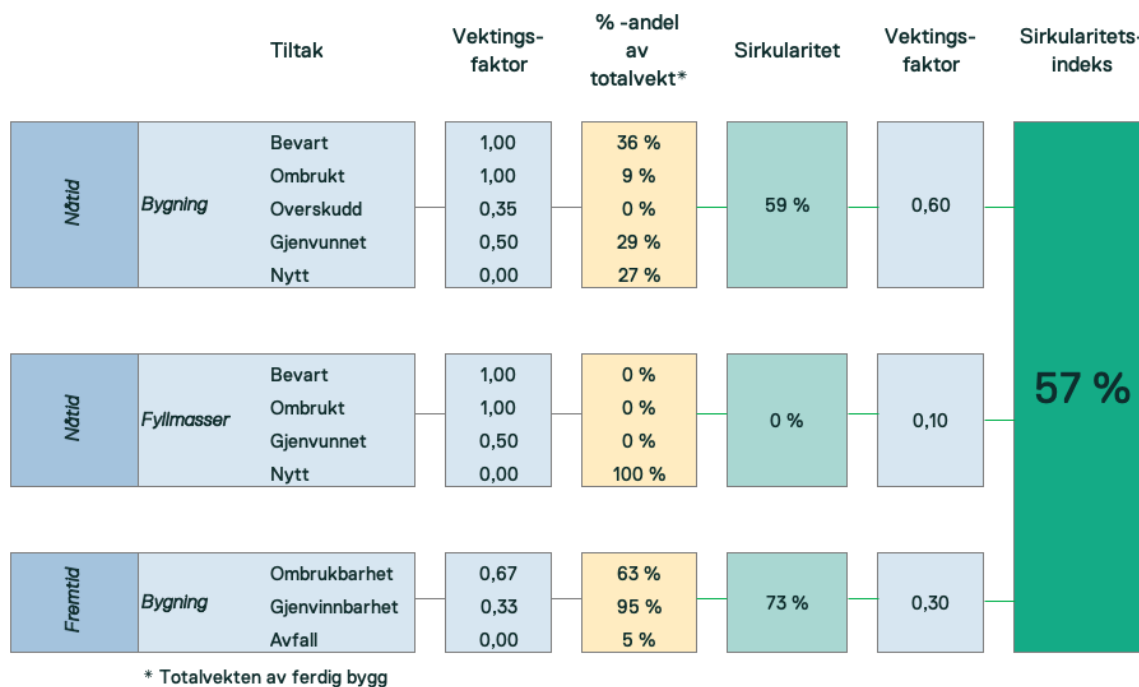 Tiltak
Vektings-
faktor
% -andel
av
totalvekt*
Sirkularitet
Vektings-
faktor
Sirkularitets-
indeks
Nåtid
Bygning
Bevart 1,00 36 %
Ombrukt 1,00 9 %
Overskudd 0,35 0 %
Gjenvunnet 0,50 29 %
Nytt 0,00 27 %
59 %
0,60
Nåtid
Fyllmasser
Bevart 1,00 0 %
Ombrukt 1,00 0 %
Gjenvunnet 0,50 0 %
Nytt 0,00 100 %
0 %
0,10
57 %
Fremtid
Bygning
Ombrukbarhet 0,67 63 %
Gjenvinnbarhet 0,33 95 %
Avfall 0,00 5 %
73 %
0,30
* Totalvekten av ferdig bygg